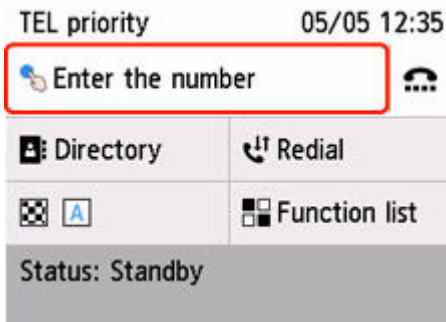 TEL priority 05/05 12:35
Enter the number
Directory Redial
A Function list
Status: Standby